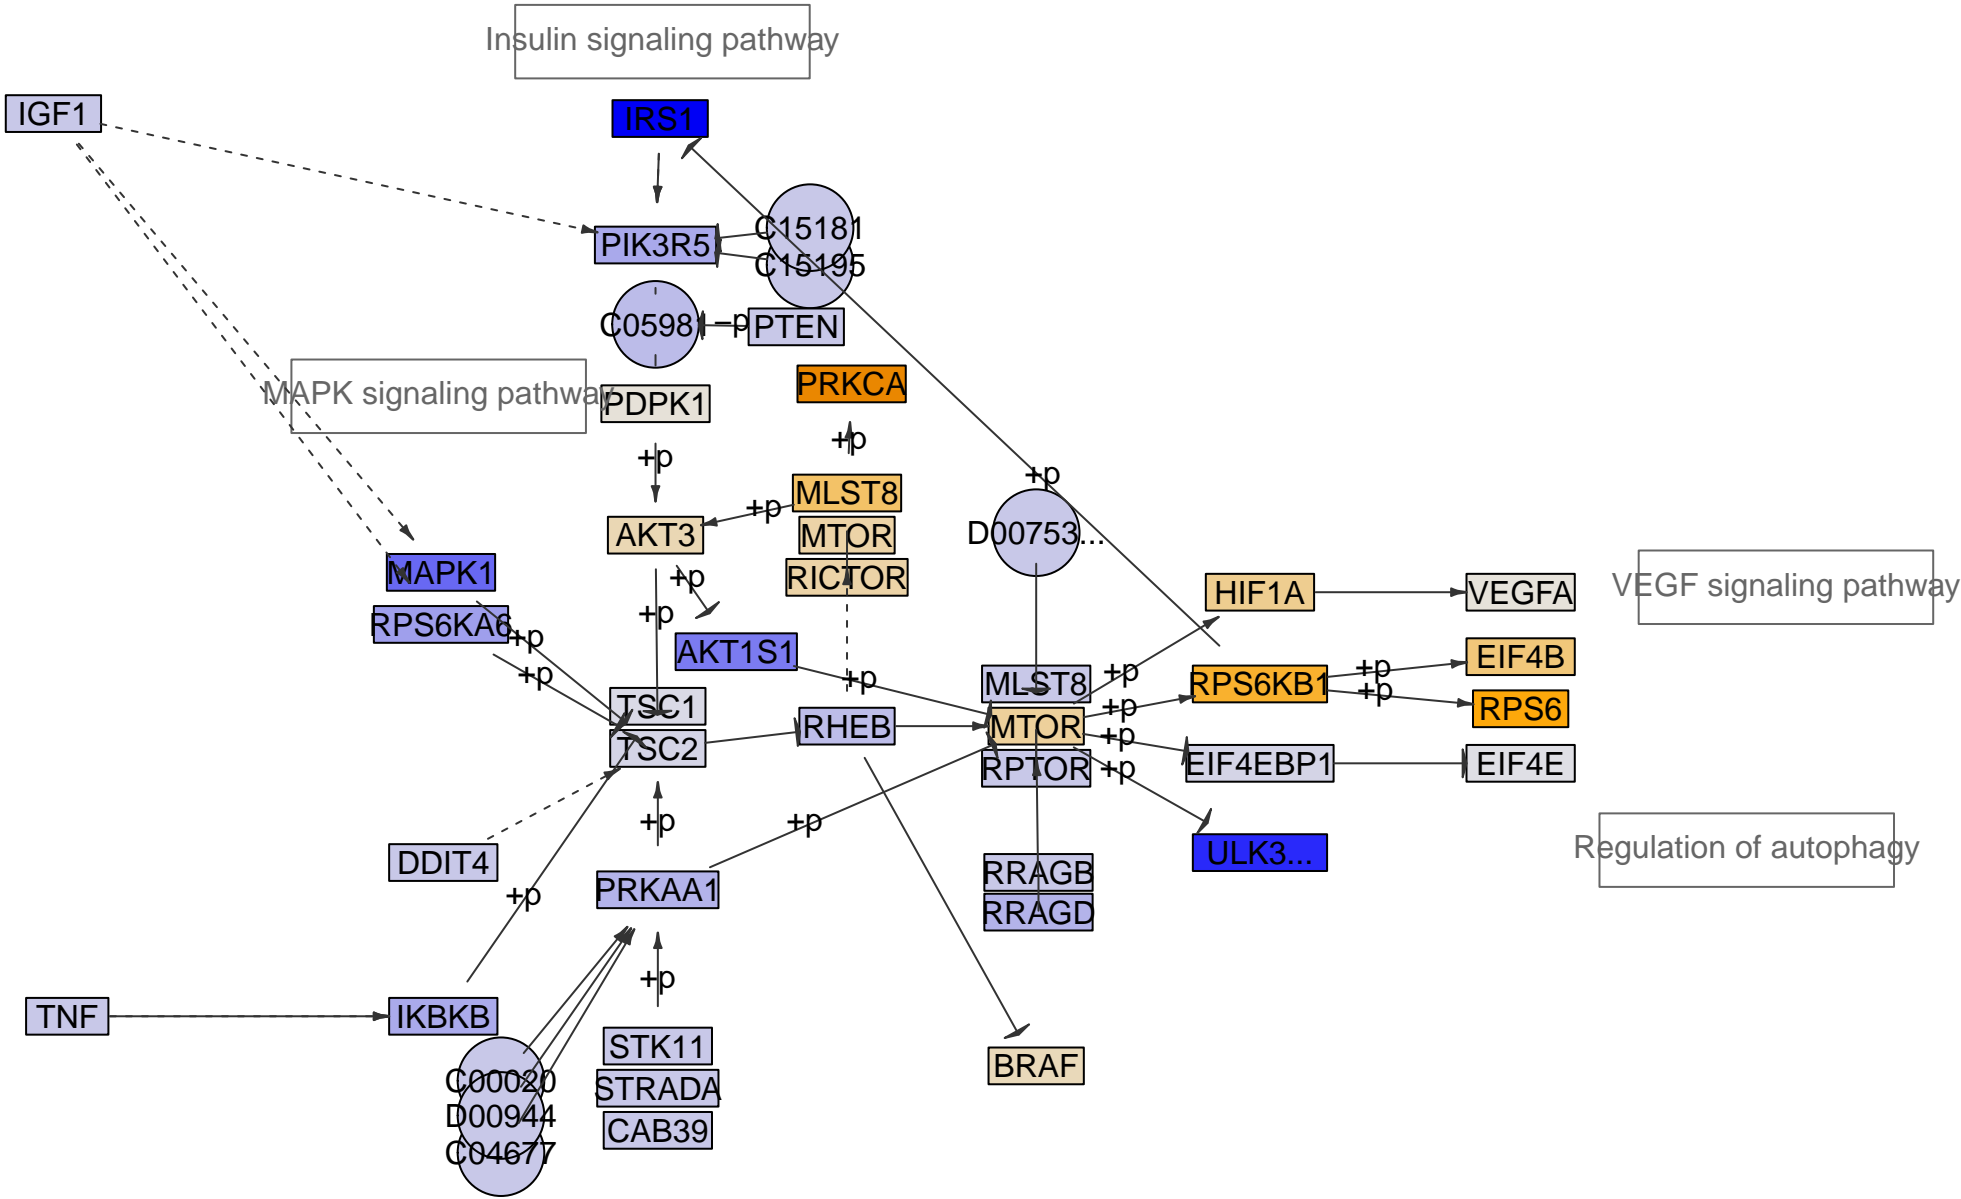 Insulin signaling pathway
IGF1
IRS1
C15181
PIK3R5
C15195
C0598
–p
PTEN
PRKCA
MAPK signaling pathway
PDPK1
+p
+p
+p
MLST8
+p
AKT3
MTOR
D00753...
MAPK1
+p
RICTOR
HIF1A
VEGFA
VEGF signaling pathway
RPS6KA6
+p
+p
AKT1S1
EIF4B
+p
+p
+p
MLST8
+p
RPS6KB1
+p
TSC1
+p
RPS6
RHEB
MTOR
+p
TSC2
RPTOR
+p
EIF4EBP1
EIF4E
+p
+p
DDIT4
ULK3...
Regulation of autophagy
RRAGB
PRKAA1
+p
RRAGD
+p
TNF
IKBKB
STK11
BRAF
C00020
STRADA
D00944
CAB39
C04677